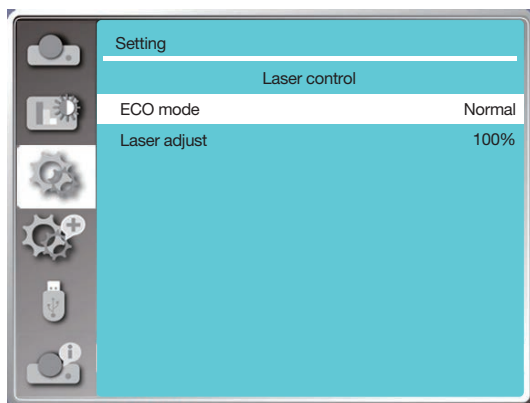 Setting
Laser control
ECO mode Normal
Laser adjust 100%